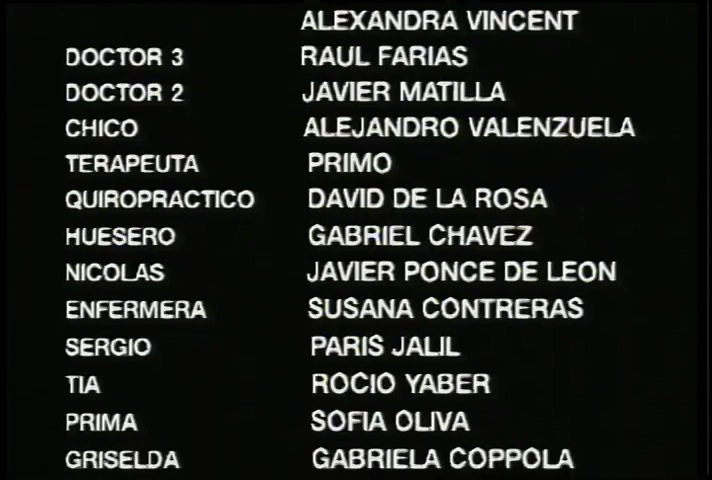 ALEXANDRA VINCENT
DOCTOR 3 RAUL FARIAS
DOCTOR 2 JAVIER MATILLA
CHICO ALEJANDRO VALENZUELA
TERAPEUTA PRIMO
QUIROPRACTICO DAVID DE LA ROSA
HUESERO GABRIEL CHAVEZ
NICOLAS JAVIER PONCE DE LEON
ENFERMERA SUSANA CONTRERAS
SERGIO PARIS JALIL
TIA ROCIO YABER
PRIMA SOFIA OLIVA
GRISELDA GABRIELA COPPOLA